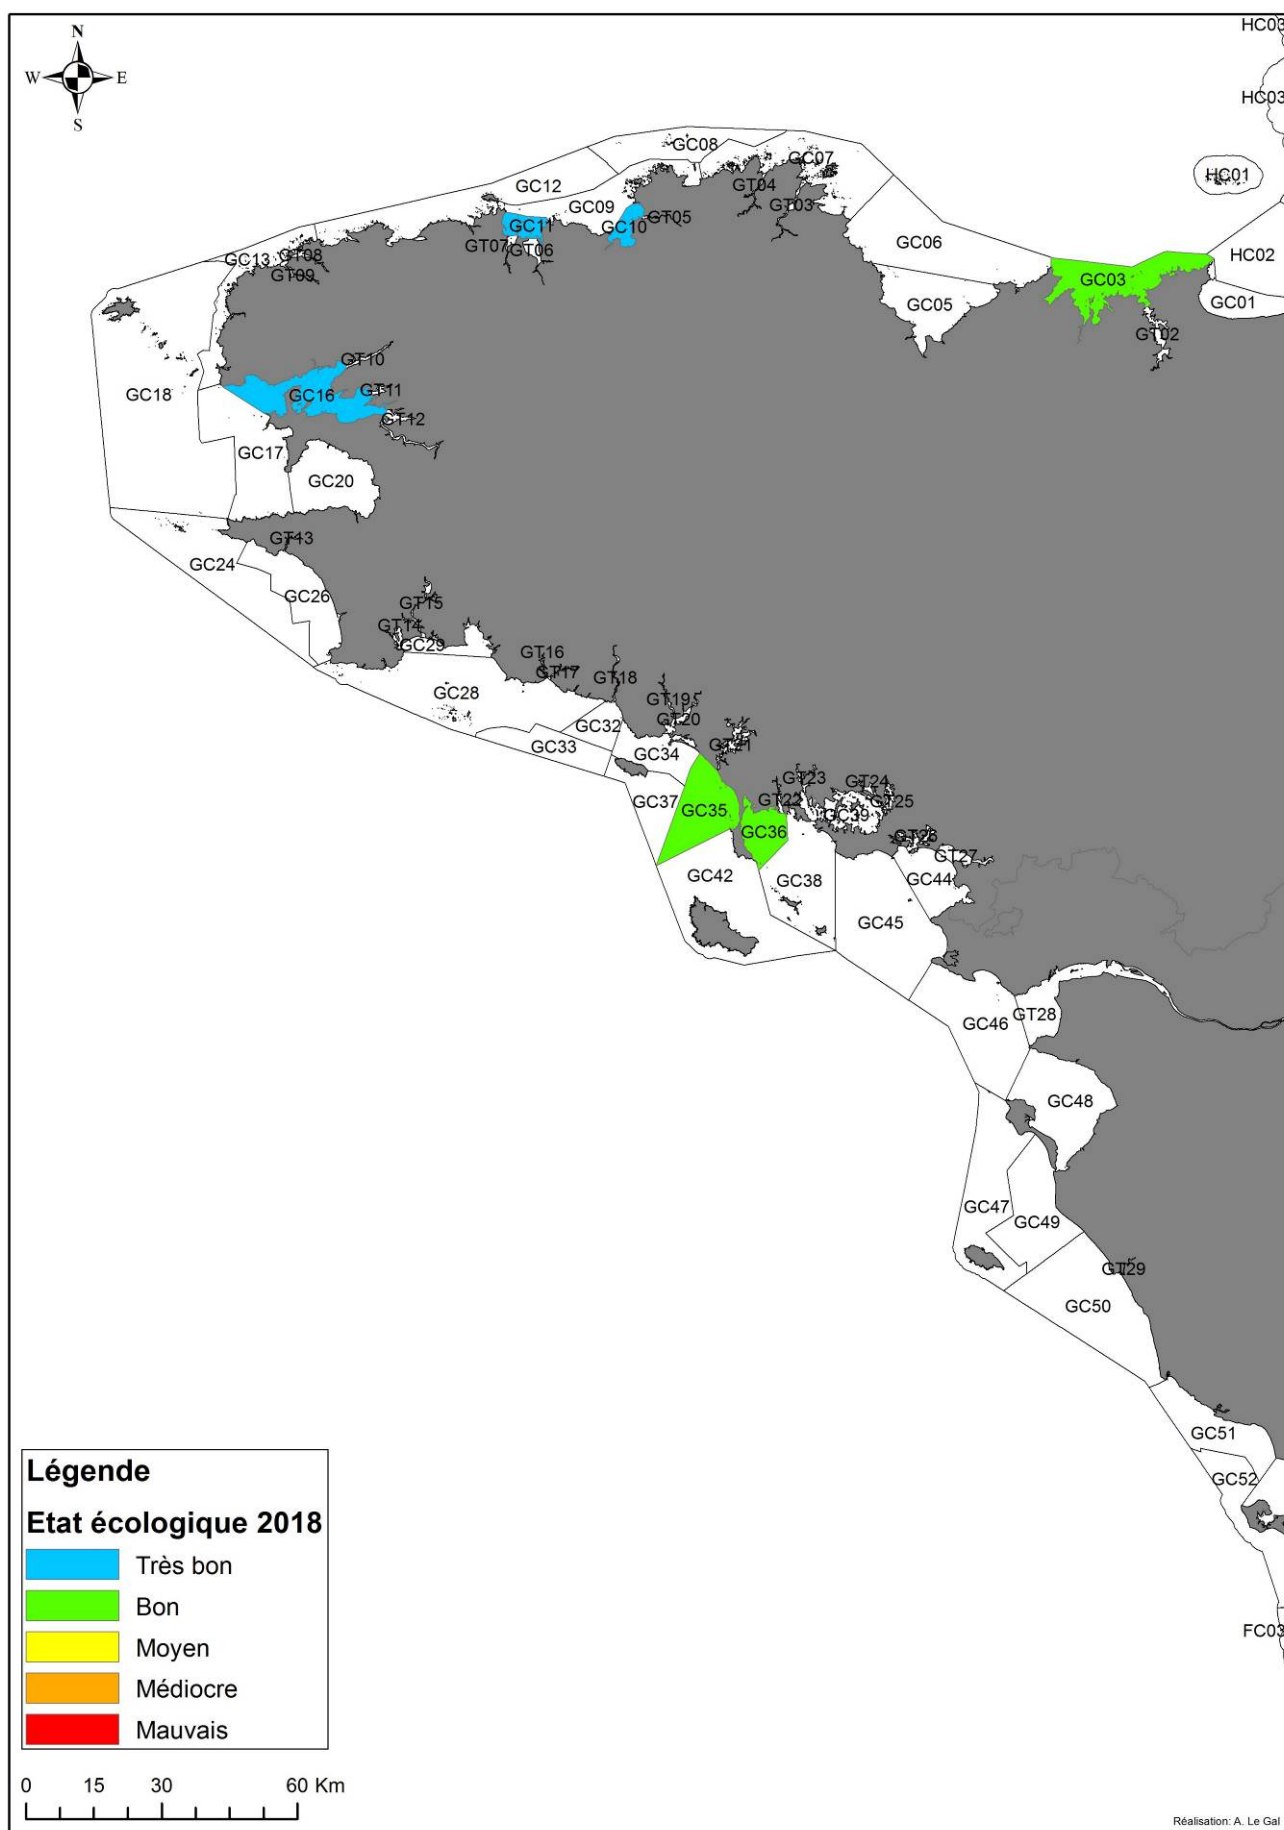 N
W
E
S
HC03
HC03
HC01
HC02
GC08
GC07
GC12
GT04
GC09
GT03
GC11
GC10
GT05
GT07
GT06
GC06
GC13
GT08
GT09
GC03
GC05
GC01
GT02
GT10
GC18
GC16
GT11
GT12
GC17
GC20
GT13
GC24
GC26
GT15
GT14
GC29
GT16
GT17
GT18
GC28
GT19
GT20
GC32
GC33
GC34
GT21
GT23
GT24
GT22
GT25
GC37
GC35
GC39
GC36
GT26
GT27
GC42
GC38
GC44
GC45
GC46
GT28
GC48
GC47
GC49
GT29
GC50
GC51
GC52
FC03
Légende
Etat écologique 2018
Très bon
Bon
Moyen
Médiocre
Mauvais
0 15 30 60 Km
Réalisation: A. Le Gal